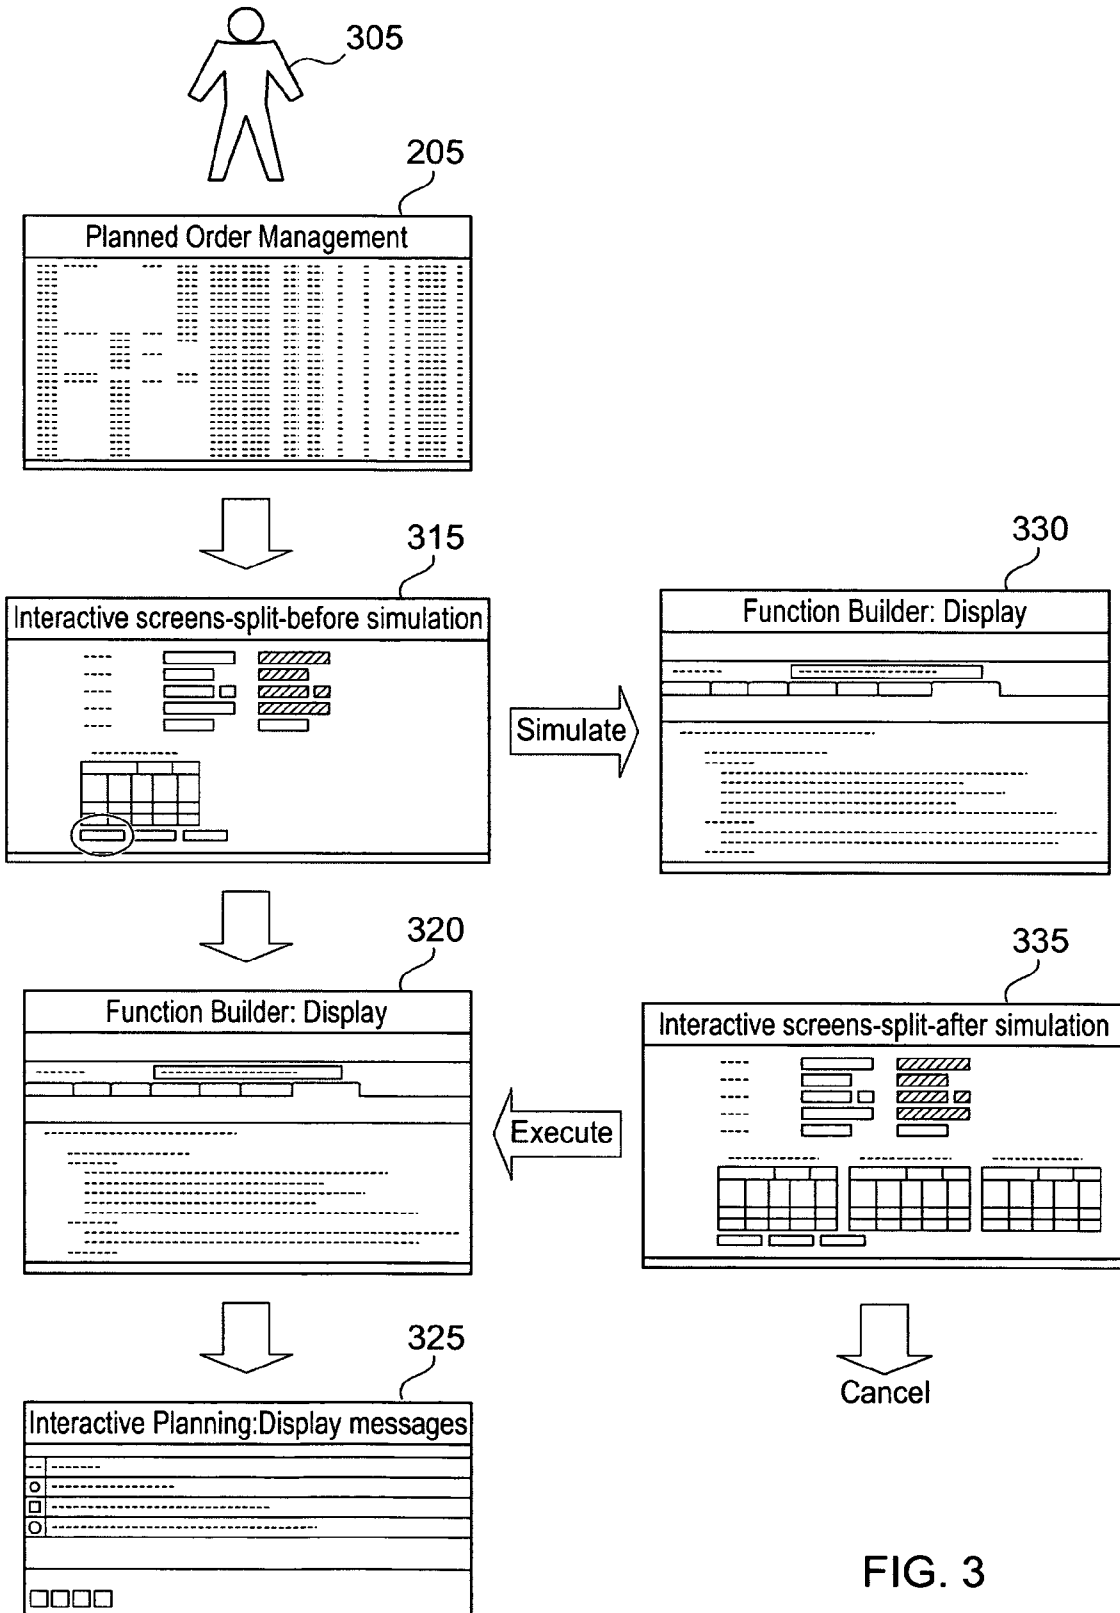 305
205
Planned Order Management
315
Interactive screens-split-before simulation
330
Function Builder: Display
Simulate
320
Function Builder: Display
335
Interactive screens-split-after simulation
Execute
325
Interactive Planning:Display messages
Cancel
FIG. 3